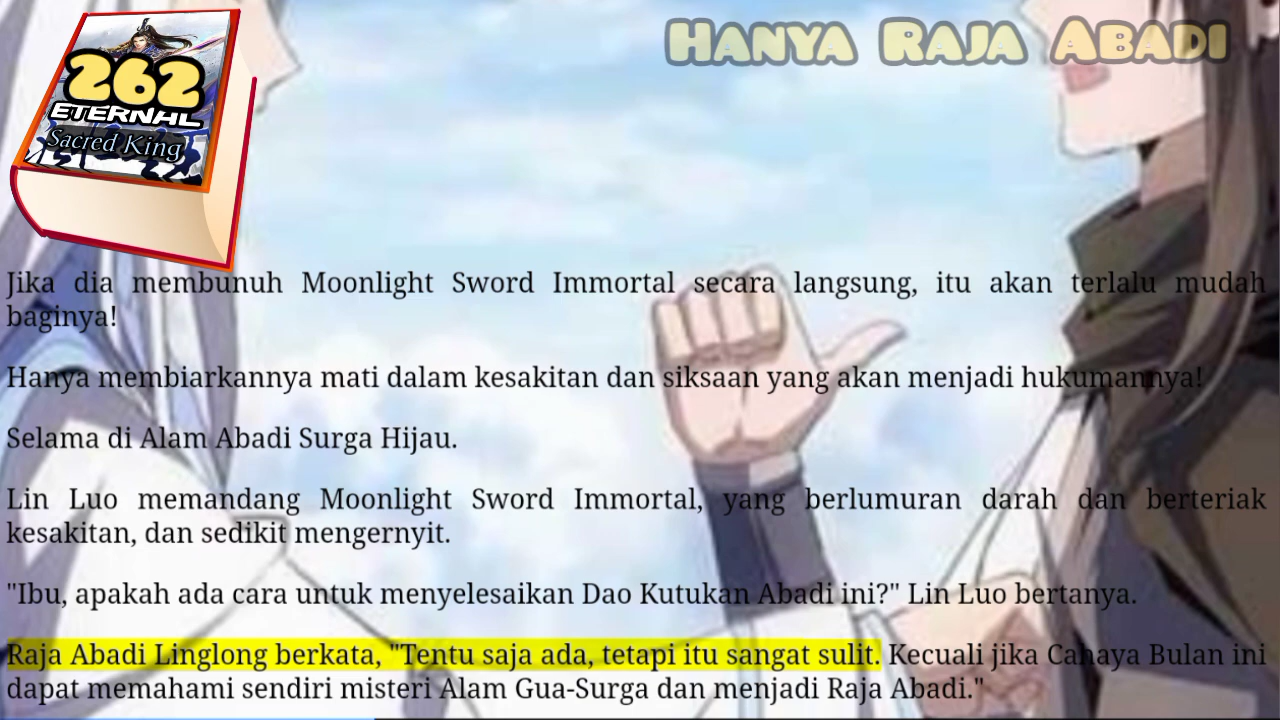 Hanya Raja Abadi
262
ETERNAL
Sacred King
Jika dia membunuh Moonlight Sword Immortal secara langsung, itu akan terlalu mudah
baginya!
Hanya membiarkannya mati dalam kesakitan dan siksaan yang akan menjadi hukumannya!
Selama di Alam Abadi Surga Hijau.
Lin Luo memandang Moonlight Sword Immortal, yang berlumuran darah dan berteriak
kesakitan, dan sedikit mengernyit.
"Ibu, apakah ada cara untuk menyelesaikan Dao Kutukan Abadi ini?" Lin Luo bertanya.
Raja Abadi Linglong berkata, "Tentu saja ada, tetapi itu sangat sulit. Kecuali jika Cahaya Bulan ini
dapat memahami sendiri misteri Alam Gua-Surga dan menjadi Raja Abadi."